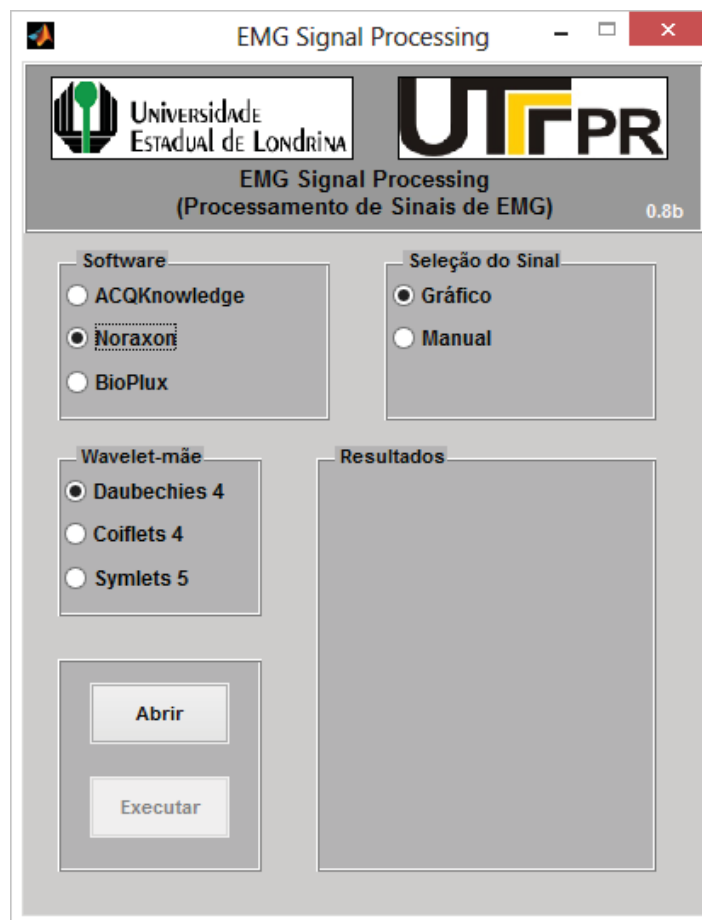 EMG Signal Processing
Universidade
Estadual de Londrina
UTFPR
EMG Signal Processing
(Processamento de Sinais de EMG)
0.8b
Software
ACQKnowledge
Noraxon
BioPlux
Seleção do Sinal
Gráfico
Manual
Wavelet-mãe
Daubechies 4
Coiflets 4
Symlets 5
Resultados
Abrir
Executar